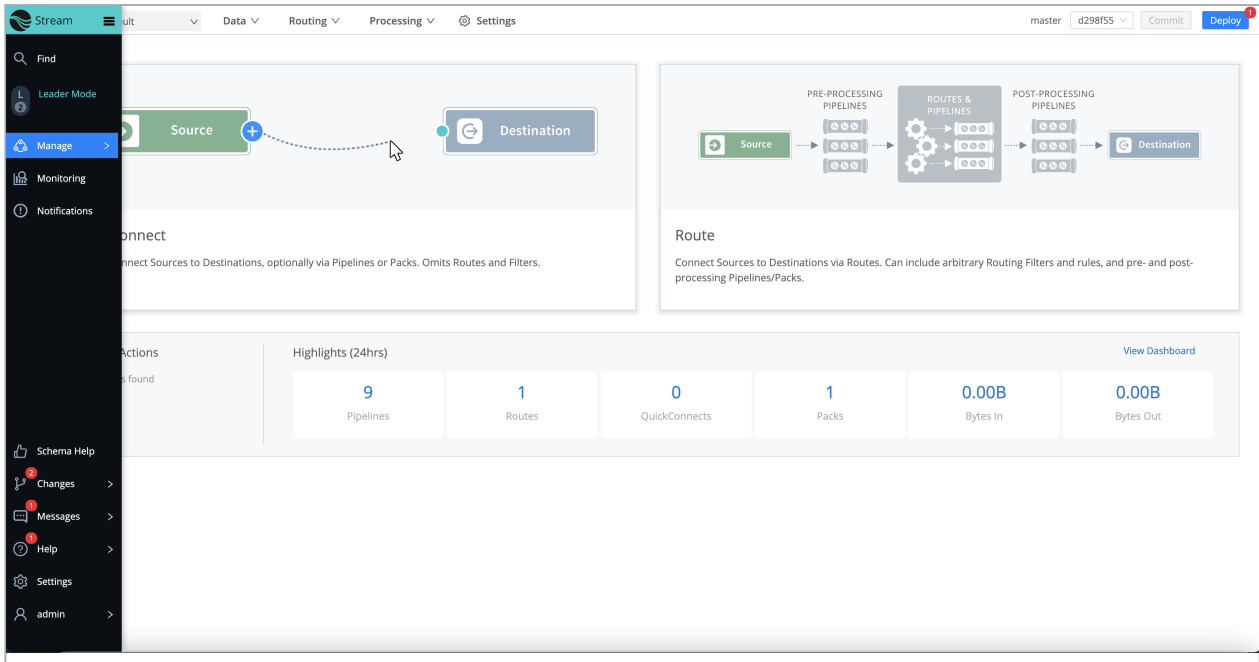 Stream
ult
Data
Routing
Processing
Settings
master
d298f55
Commit
Deploy
1
Find
L
2
Leader Mode
Manage
Monitoring
Notifications
Schema Help
2
Changes
1
Messages
1
Help
Settings
admin
Source
Destination
onnect
nnect Sources to Destinations, optionally via Pipelines or Packs. Omits Routes and Filters.
PRE-PROCESSING
PIPELINES
ROUTES &
PIPELINES
POST-PROCESSING
PIPELINES
Source
Destination
Route
Connect Sources to Destinations via Routes. Can include arbitrary Routing Filters and rules, and pre- and post-
processing Pipelines/Packs.
Actions
s found
Highlights (24hrs)
View Dashboard
9
Pipelines
1
Routes
0
QuickConnects
1
Packs
0.00B
Bytes In
0.00B
Bytes Out